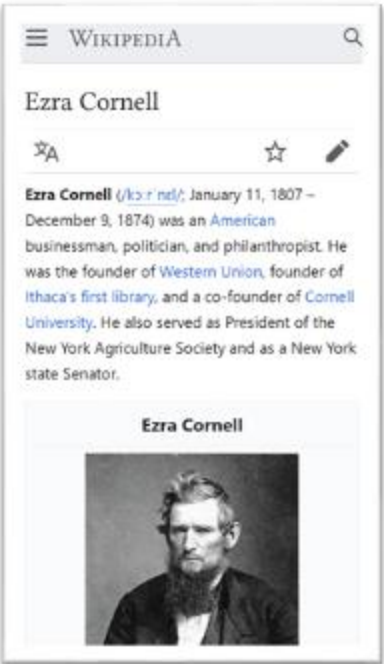 WIKIPEDIA
Ezra Cornell
Ezra Cornell (/kɔːrˈnɛl/; January 11, 1807 –
December 9, 1874) was an American
businessman, politician, and philanthropist. He
was the founder of Western Union, founder of
Ithaca's first library, and a co-founder of Cornell
University. He also served as President of the
New York Agriculture Society and as a New York
state Senator.
Ezra Cornell